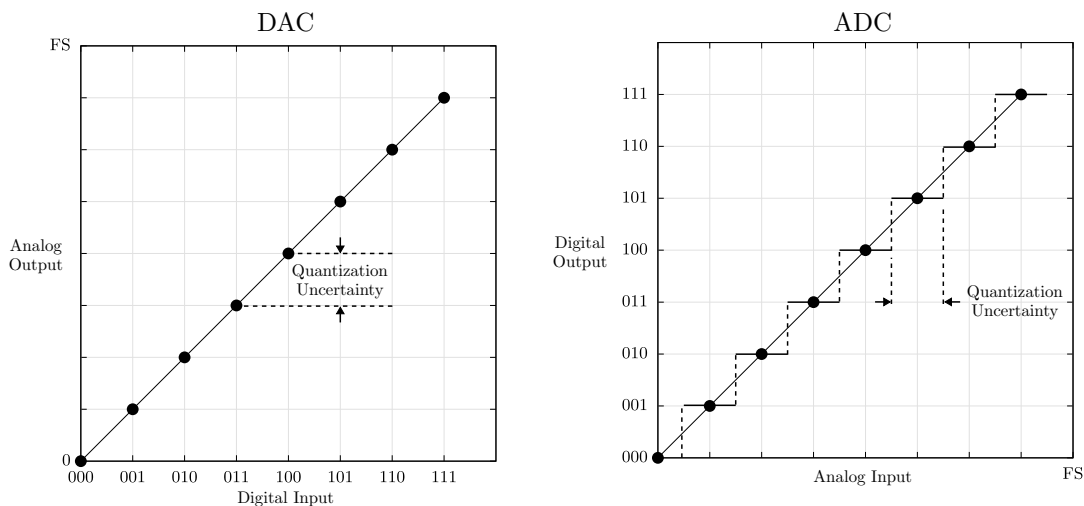 DAC
FS
Analog
Output
Quantization
Uncertainty
0
000 001 010 011 100 101 110 111
Digital Input
ADC
111
110
101
100
011
010
001
000
Digital
Output
Quantization
Uncertainty
Analog Input
FS